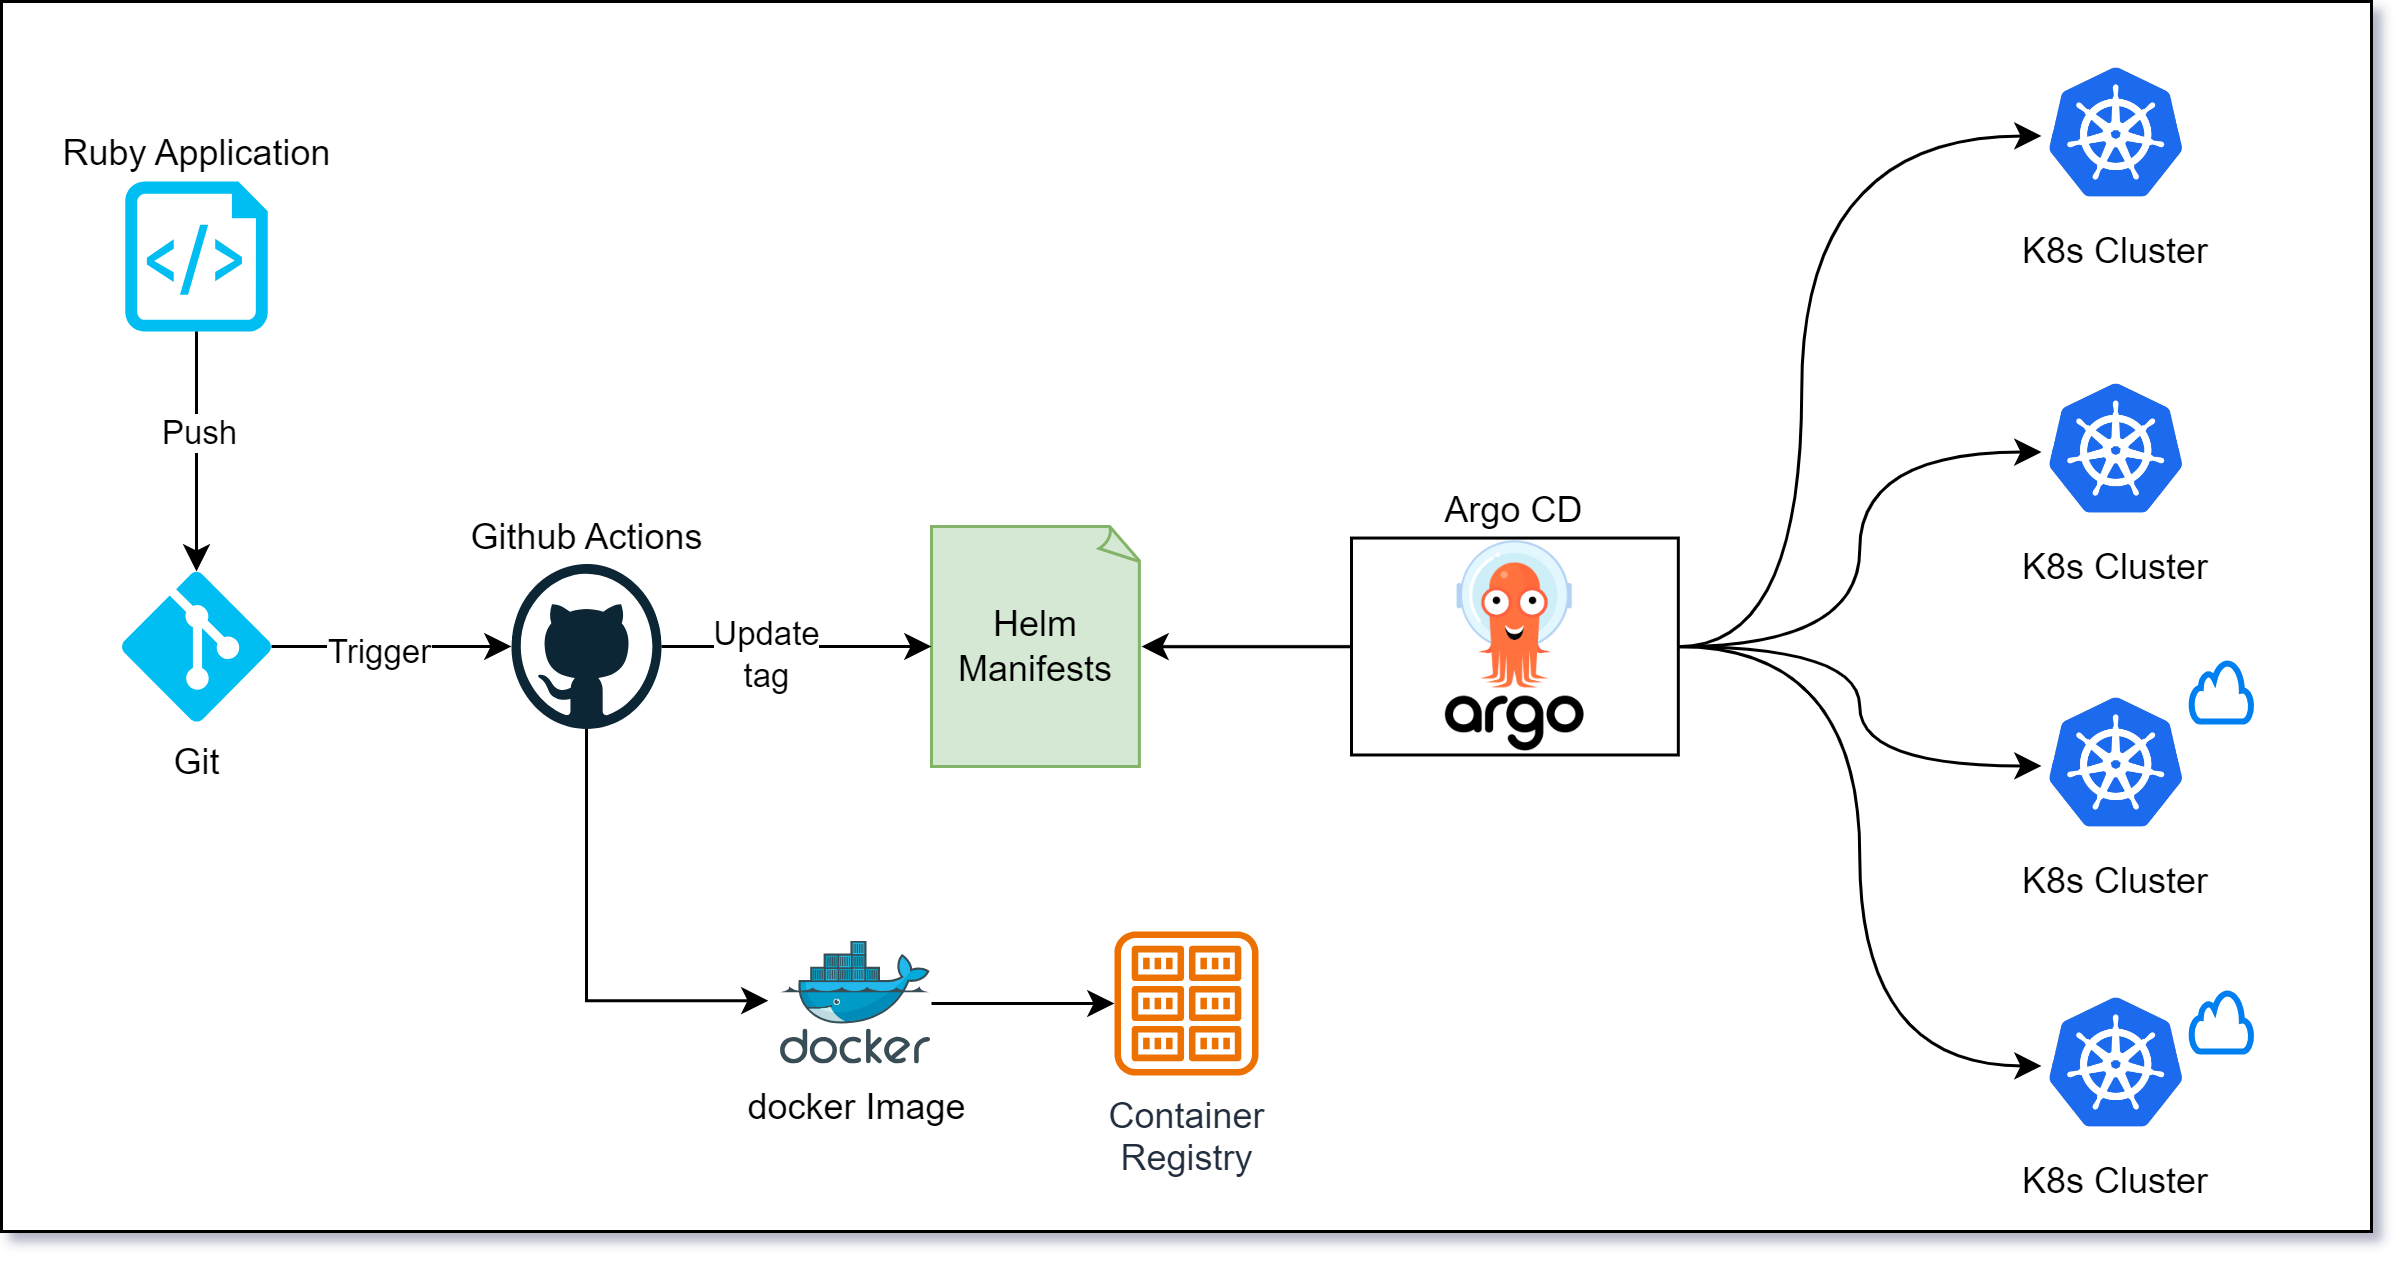 Ruby Application
Push
Git
Trigger
Github Actions
Update
tag
Helm
Manifests
Argo CD
argo
docker
docker Image
Container
Registry
K8s Cluster
K8s Cluster
K8s Cluster
K8s Cluster